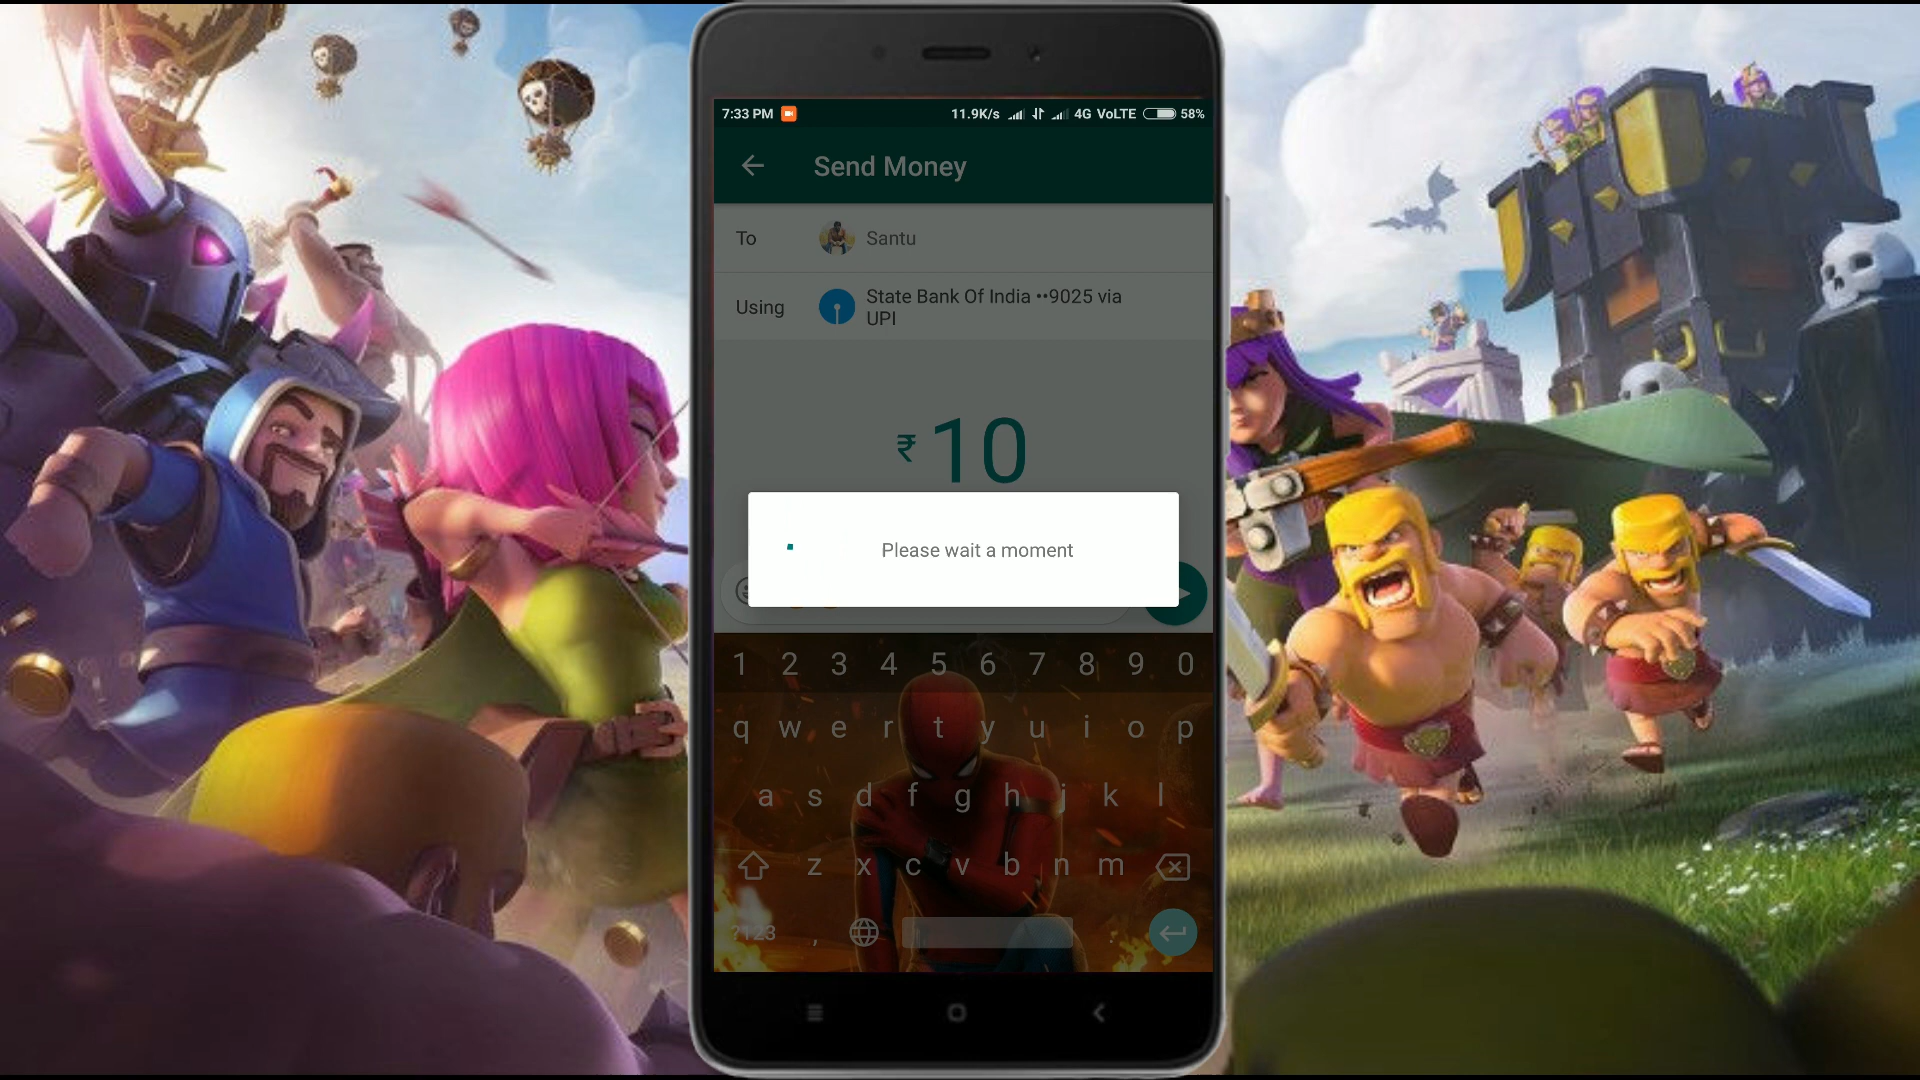 7:33 PM 11.9K/s 4G VoLTE 58%
Send Money
To Santu
Using State Bank Of India ••9025 via
UPI
₹ 10
Please wait a moment
1 2 3 4 5 6 7 8 9 0
q w e r t y u i o p
a s d f g h j k l
z x c v b n m
?123 , .